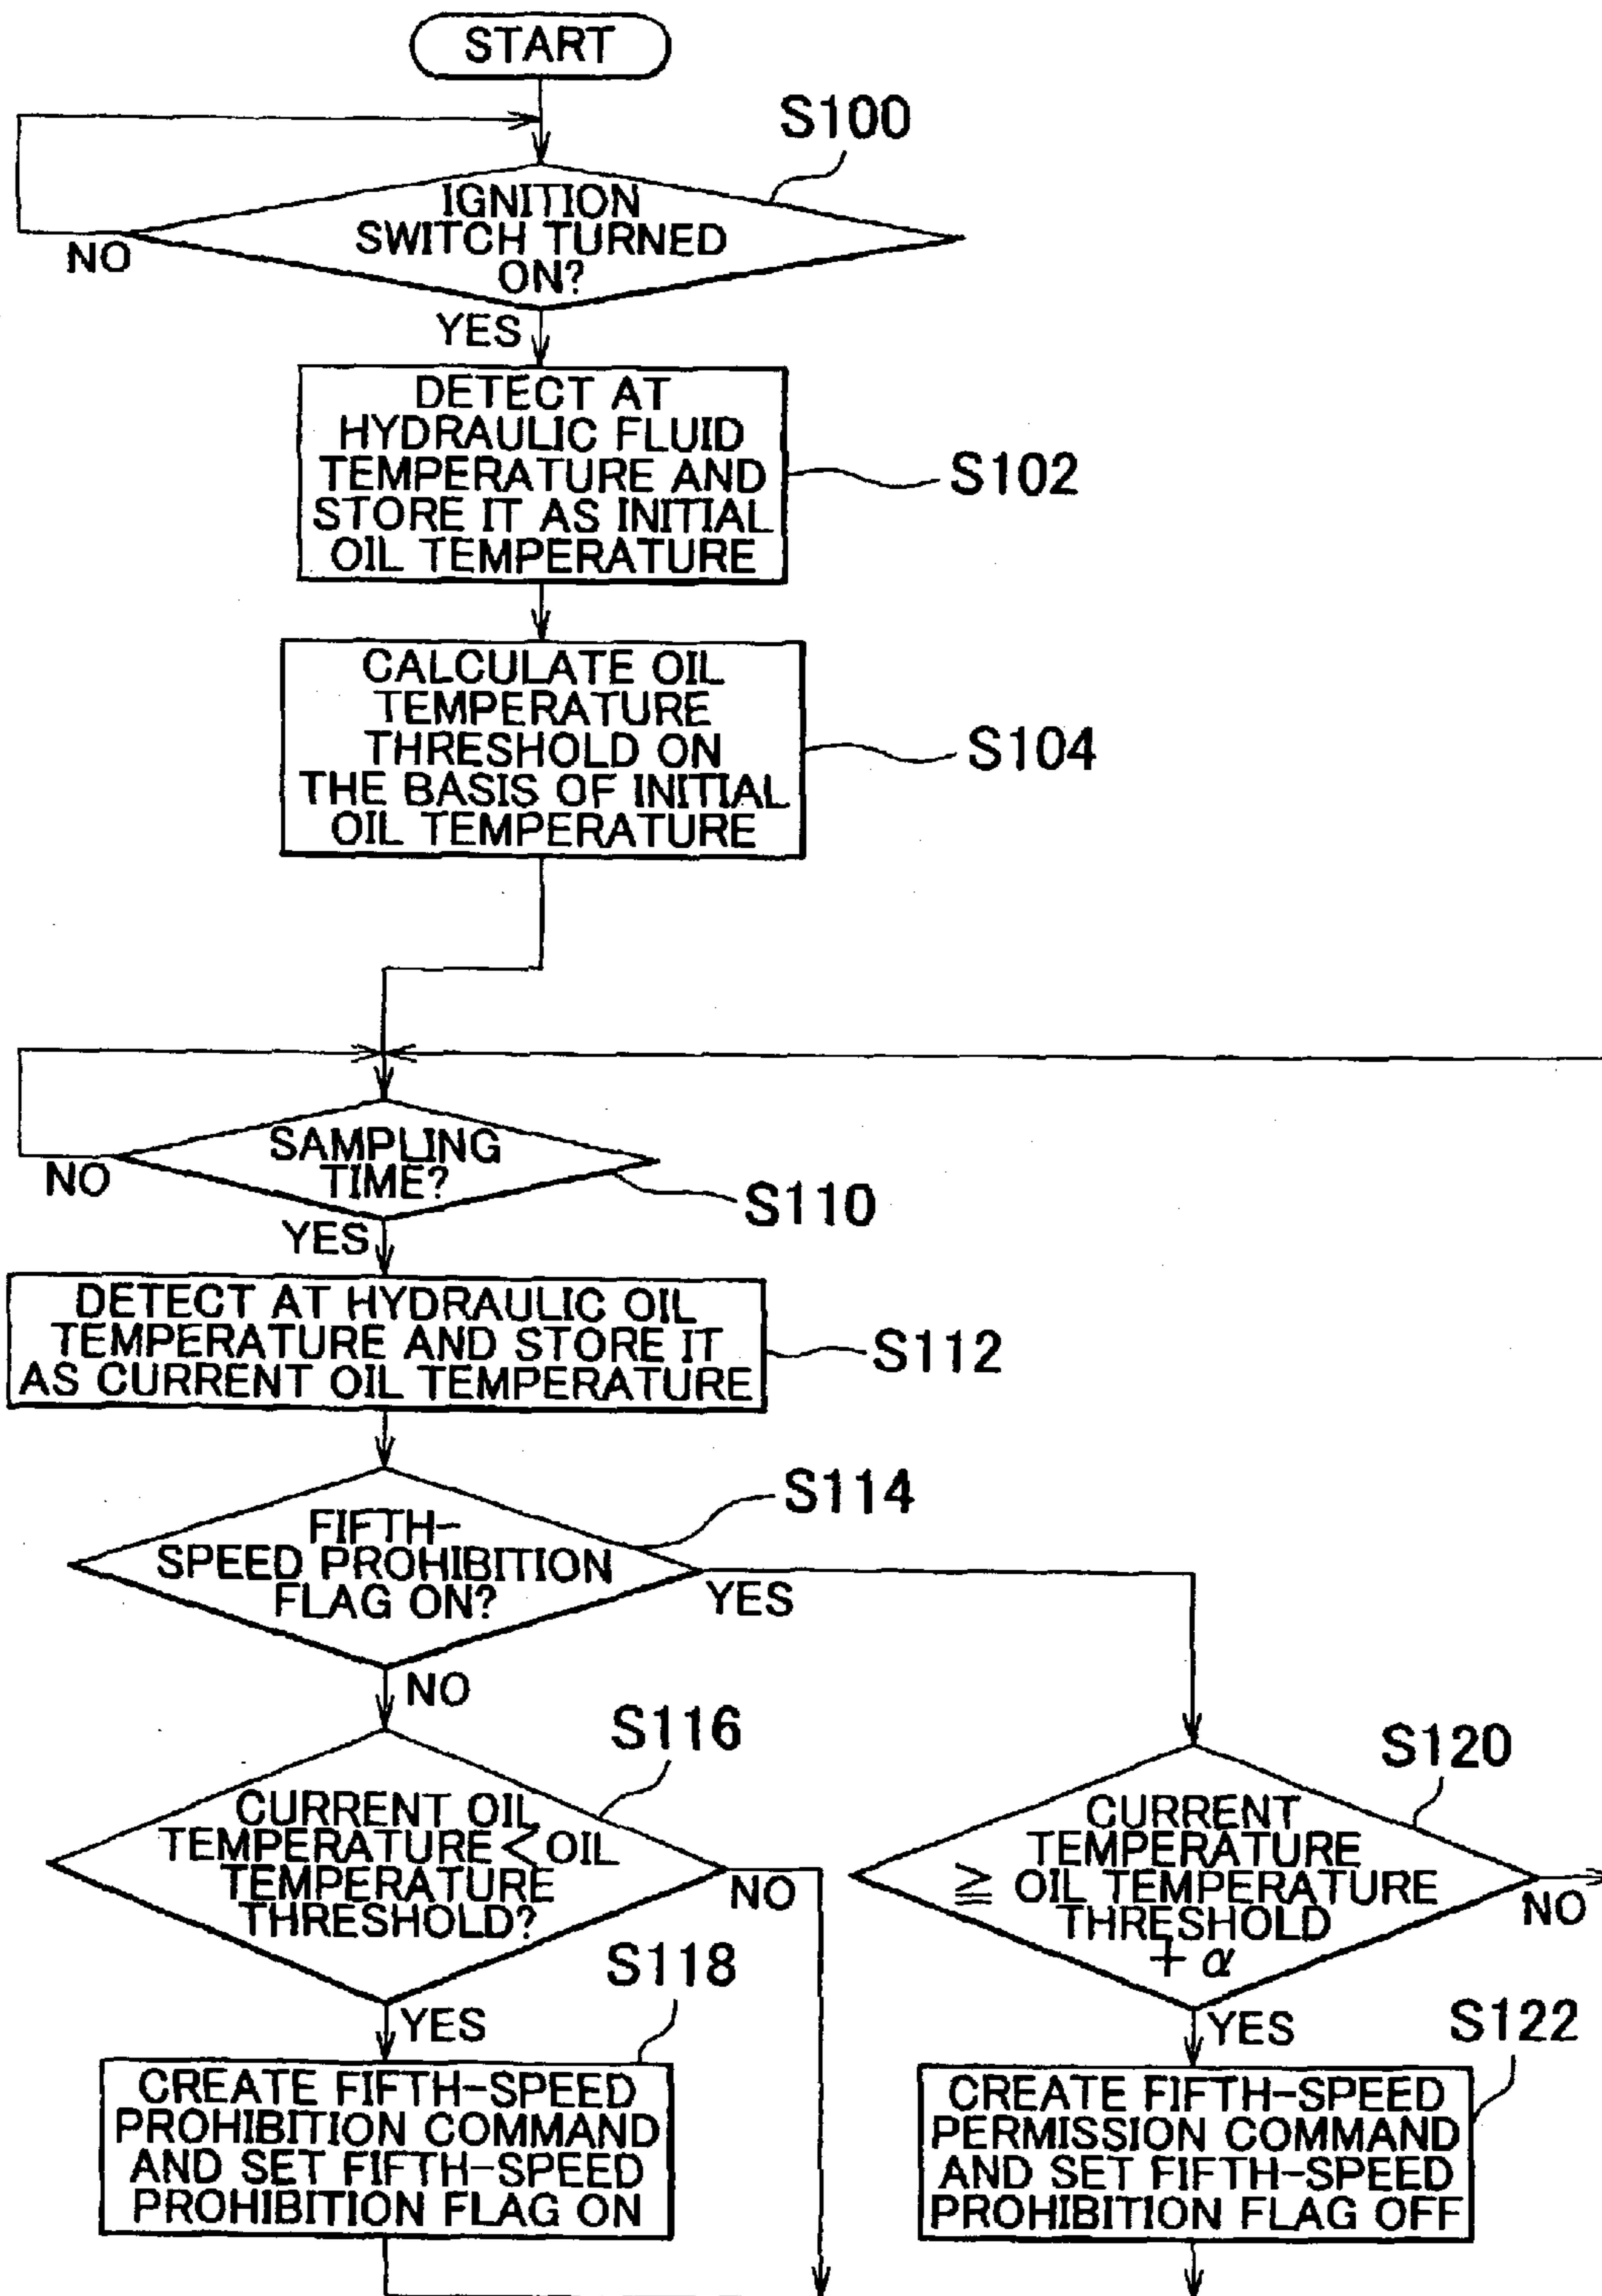 START
S100
IGNITION
SWITCH TURNED
ON?
NO
YES
DETECT AT
HYDRAULIC FLUID
TEMPERATURE AND
STORE IT AS INITIAL
OIL TEMPERATURE
S102
CALCULATE OIL
TEMPERATURE
THRESHOLD ON
THE BASIS OF INITIAL
OIL TEMPERATURE
S104
SAMPLING
TIME?
NO
S110
YES
DETECT AT HYDRAULIC OIL
TEMPERATURE AND STORE IT
AS CURRENT OIL TEMPERATURE
S112
S114
FIFTH-
SPEED PROHIBITION
FLAG ON?
YES
NO
S116
CURRENT OIL
TEMPERATURE < OIL
TEMPERATURE
THRESHOLD?
NO
S120
CURRENT
TEMPERATURE
≧ OIL TEMPERATURE
THRESHOLD
+ α
NO
S118
YES
CREATE FIFTH-SPEED
PROHIBITION COMMAND
AND SET FIFTH-SPEED
PROHIBITION FLAG ON
YES
S122
CREATE FIFTH-SPEED
PERMISSION COMMAND
AND SET FIFTH-SPEED
PROHIBITION FLAG OFF